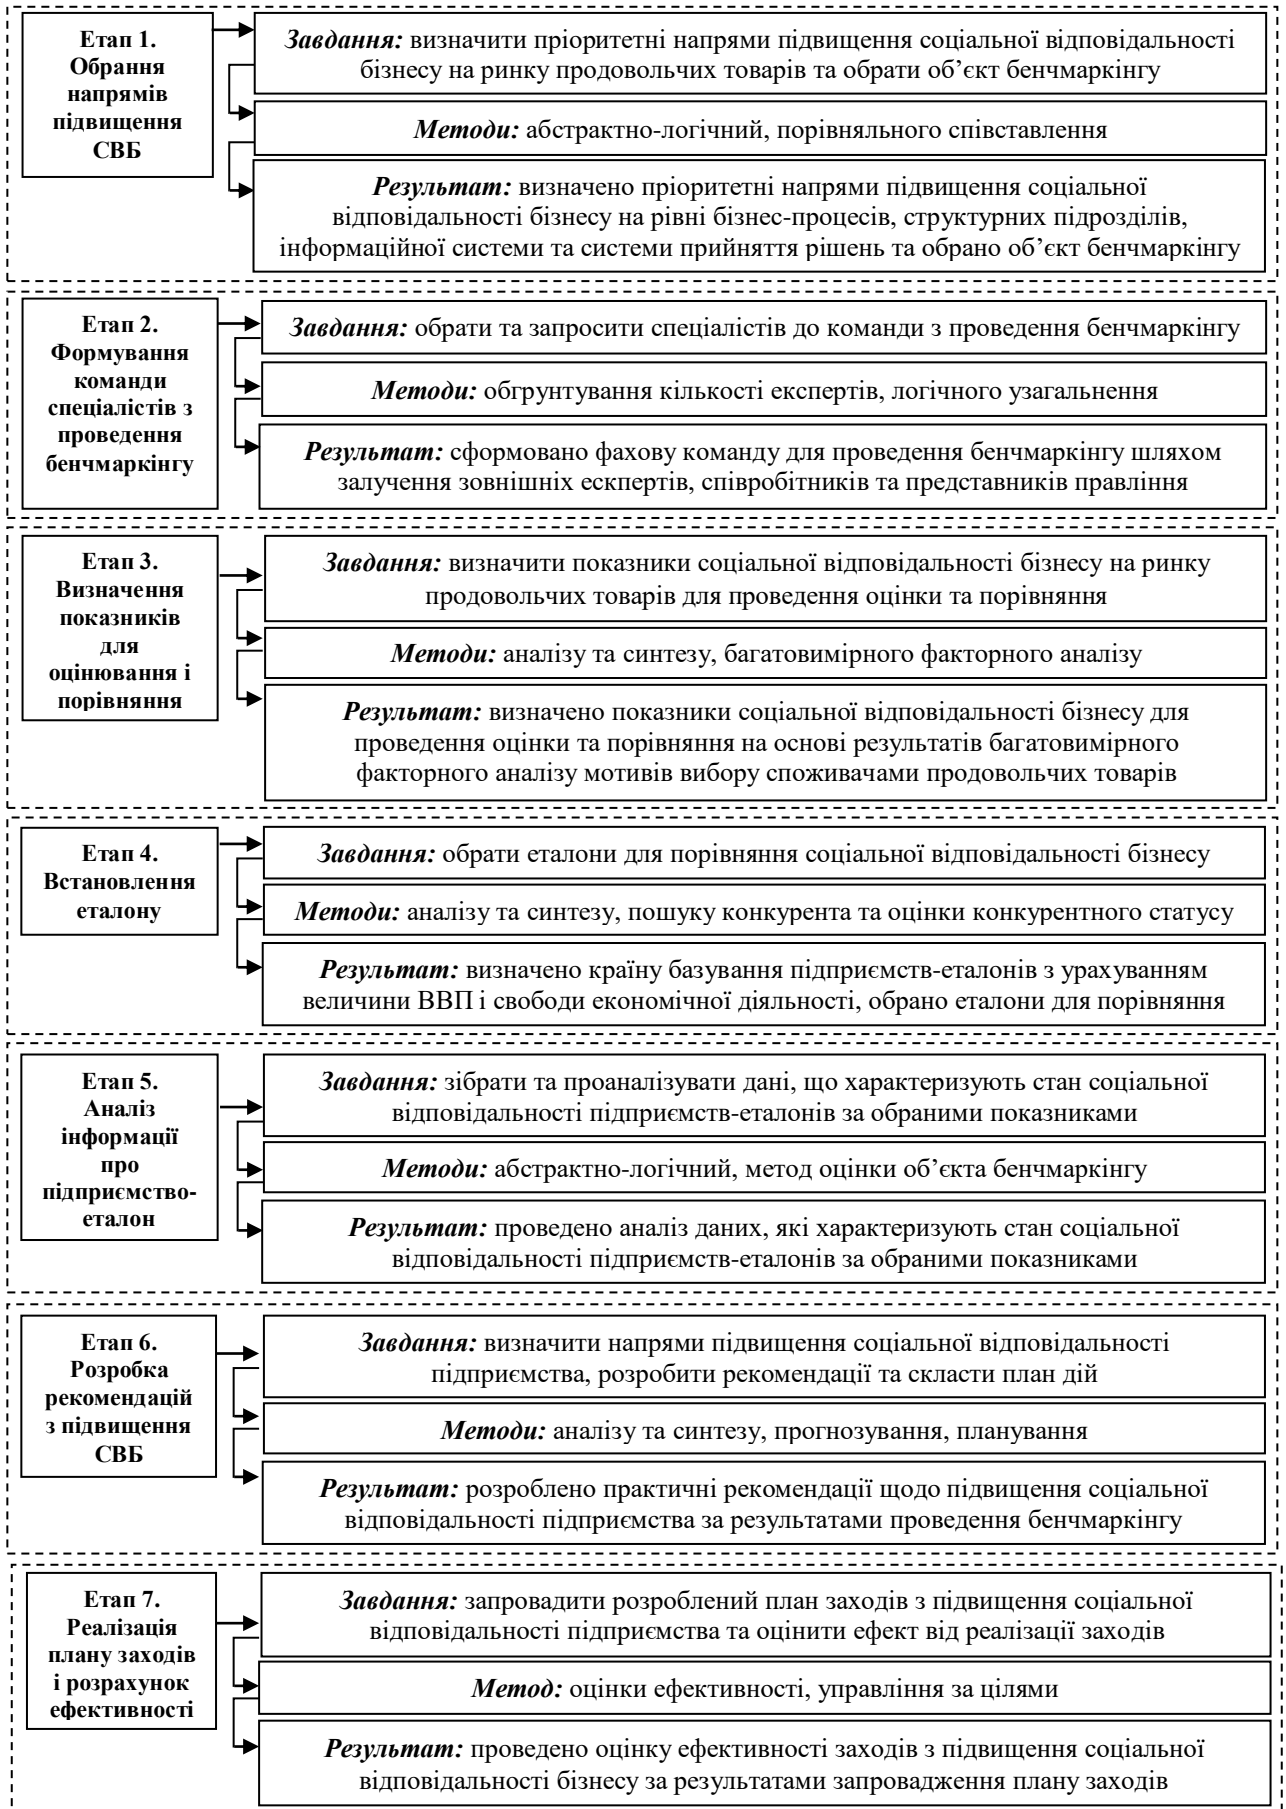 Етап 1.
Обрання
напрямів
підвищення
СВБ
Завдання: визначити пріоритетні напрями підвищення соціальної відповідальності
бізнесу на ринку продовольчих товарів та обрати об’єкт бенчмаркінгу
Методи: абстрактно-логічний, порівняльного співставлення
Результат: визначено пріоритетні напрями підвищення соціальної
відповідальності бізнесу на рівні бізнес-процесів, структурних підрозділів,
інформаційної системи та системи прийняття рішень та обрано об’єкт бенчмаркінгу
Етап 2.
Формування
команди
спеціалістів з
проведення
бенчмаркінгу
Завдання: обрати та запросити спеціалістів до команди з проведення бенчмаркінгу
Методи: обгрунтування кількості експертів, логічного узагальнення
Результат: сформовано фахову команду для проведення бенчмаркінгу шляхом
залучення зовнішніх ескпертів, співробітників та представників правління
Етап 3.
Визначення
показників
для
оцінювання і
порівняння
Завдання: визначити показники соціальної відповідальності бізнесу на ринку
продовольчих товарів для проведення оцінки та порівняння
Методи: аналізу та синтезу, багатовимірного факторного аналізу
Результат: визначено показники соціальної відповідальності бізнесу для
проведення оцінки та порівняння на основі результатів багатовимірного
факторного аналізу мотивів вибору споживачами продовольчих товарів
Етап 4.
Встановлення
еталону
Завдання: обрати еталони для порівняння соціальної відповідальності бізнесу
Методи: аналізу та синтезу, пошуку конкурента та оцінки конкурентного статусу
Результат: визначено країну базування підприємств-еталонів з урахуванням
величини ВВП і свободи економічної діяльності, обрано еталони для порівняння
Етап 5.
Аналіз
інформації
про
підприємство-
еталон
Завдання: зібрати та проаналізувати дані, що характеризують стан соціальної
відповідальності підприємств-еталонів за обраними показниками
Методи: абстрактно-логічний, метод оцінки об’єкта бенчмаркінгу
Результат: проведено аналіз даних, які характеризують стан соціальної
відповідальності підприємств-еталонів за обраними показниками
Етап 6.
Розробка
рекомендацій
з підвищення
СВБ
Завдання: визначити напрями підвищення соціальної відповідальності
підприємства, розробити рекомендації та скласти план дій
Методи: аналізу та синтезу, прогнозування, планування
Результат: розроблено практичні рекомендації щодо підвищення соціальної
відповідальності підприємства за результатами проведення бенчмаркінгу
Етап 7.
Реалізація
плану заходів
і розрахунок
ефективності
Завдання: запровадити розроблений план заходів з підвищення соціальної
відповідальності підприємства та оцінити ефект від реалізації заходів
Метод: оцінки ефективності, управління за цілями
Результат: проведено оцінку ефективності заходів з підвищення соціальної
відповідальності бізнесу за результатами запровадження плану заходів